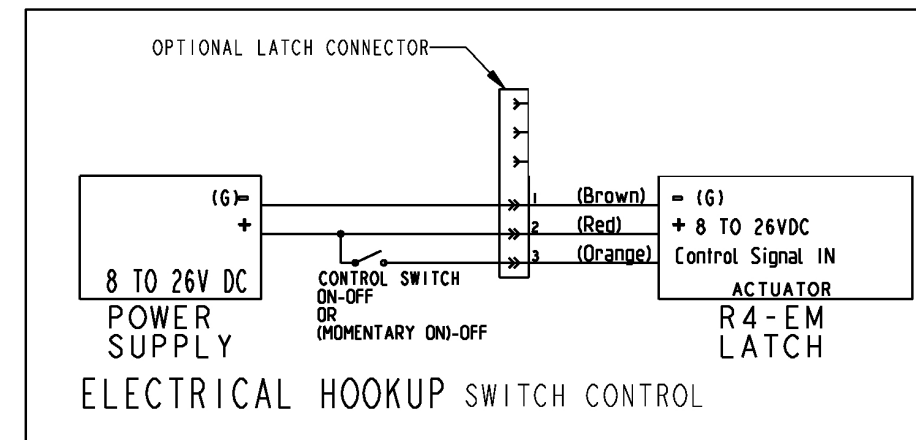 OPTIONAL LATCH CONNECTOR
(G)-
+
8 TO 26V DC
POWER
SUPPLY
1 (Brown)
2 (Red)
3 (Orange)
CONTROL SWITCH
ON-OFF
OR
(MOMENTARY ON)-OFF
- (G)
+ 8 TO 26VDC
Control Signal IN
ACTUATOR
R4-EM
LATCH
ELECTRICAL HOOKUP SWITCH CONTROL